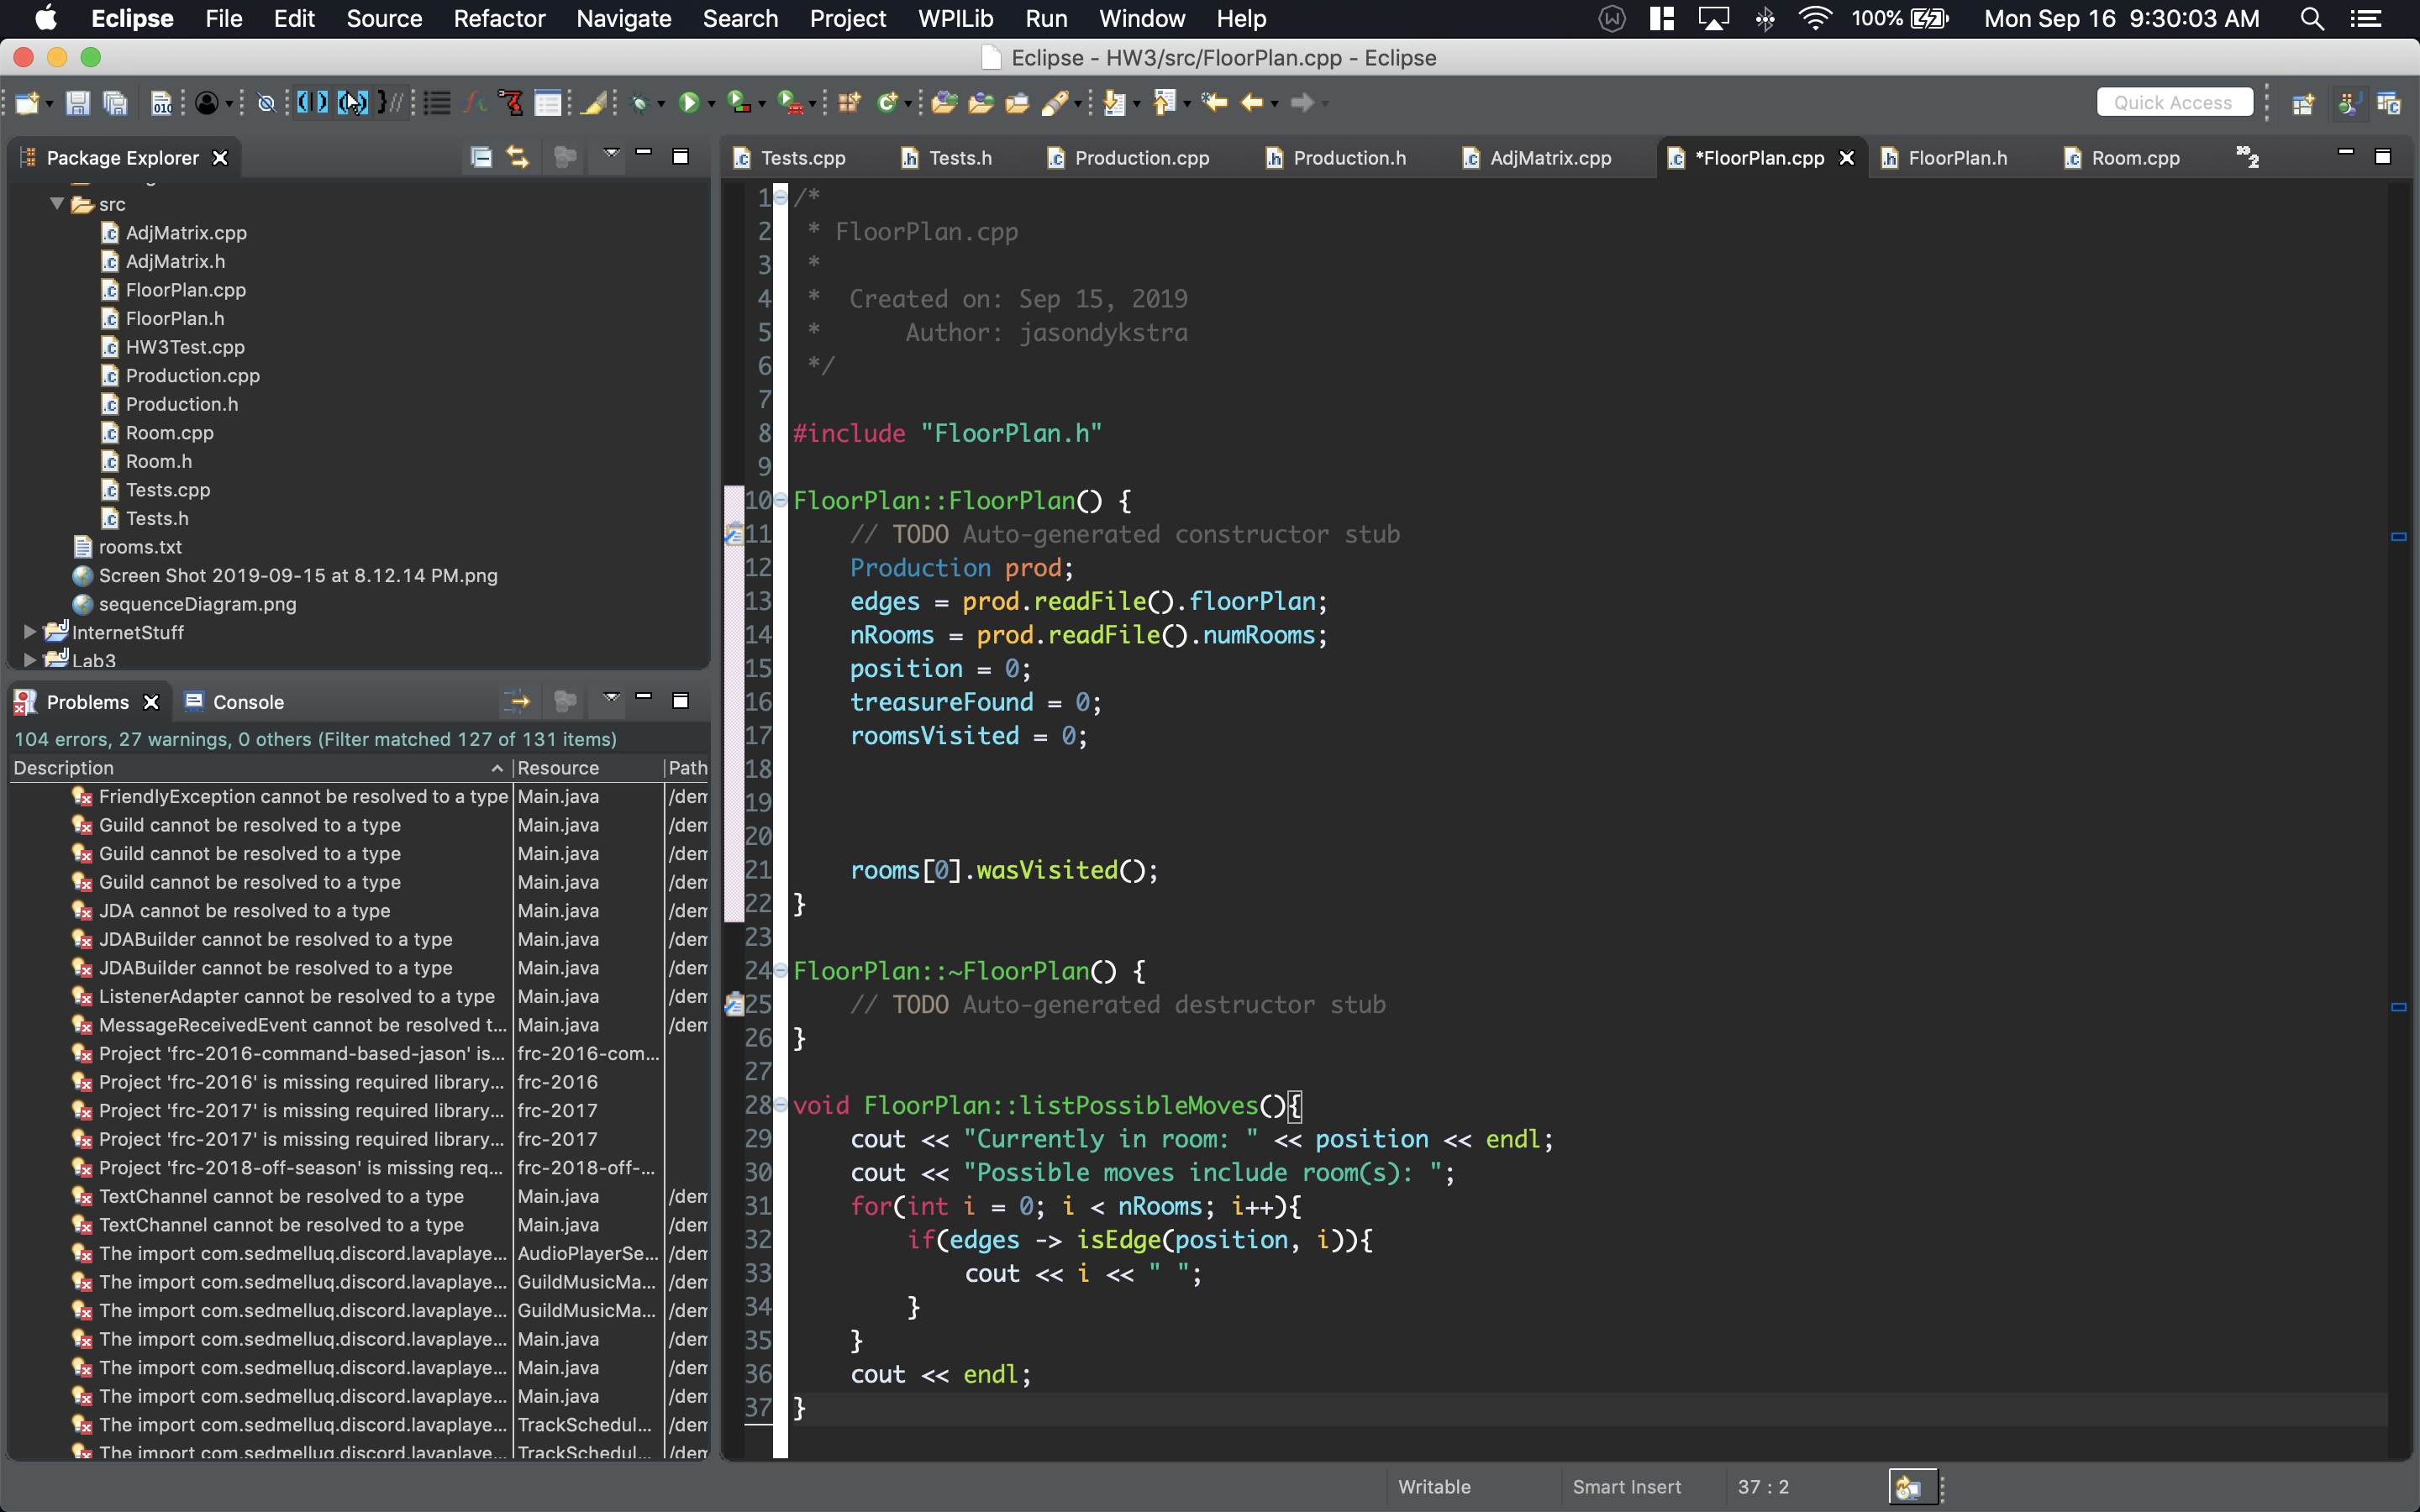 Eclipse File Edit Source Refactor Navigate Search Project WPILib Run Window Help 100% Mon Sep 16 9:30:03 AM
Eclipse - HW3/src/FloorPlan.cpp - Eclipse
Quick Access
Package Explorer
src
AdjMatrix.cpp
AdjMatrix.h
FloorPlan.cpp
FloorPlan.h
HW3Test.cpp
Production.cpp
Production.h
Room.cpp
Room.h
Tests.cpp
Tests.h
rooms.txt
Screen Shot 2019-09-15 at 8.12.14 PM.png
sequenceDiagram.png
InternetStuff
Lab3
Problems Console
104 errors, 27 warnings, 0 others (Filter matched 127 of 131 items)
Description Resource Path
FriendlyException cannot be resolved to a type Main.java /dem
Guild cannot be resolved to a type Main.java /dem
Guild cannot be resolved to a type Main.java /dem
Guild cannot be resolved to a type Main.java /dem
JDA cannot be resolved to a type Main.java /dem
JDABuilder cannot be resolved to a type Main.java /dem
JDABuilder cannot be resolved to a type Main.java /dem
ListenerAdapter cannot be resolved to a type Main.java /dem
MessageReceivedEvent cannot be resolved t... Main.java /dem
Project 'frc-2016-command-based-jason' is... frc-2016-com...
Project 'frc-2016' is missing required library... frc-2016
Project 'frc-2017' is missing required library... frc-2017
Project 'frc-2017' is missing required library... frc-2017
Project 'frc-2018-off-season' is missing req... frc-2018-off-...
TextChannel cannot be resolved to a type Main.java /dem
TextChannel cannot be resolved to a type Main.java /dem
The import com.sedmelluq.discord.lavaplaye... AudioPlayerSe... /dem
The import com.sedmelluq.discord.lavaplaye... GuildMusicMa... /dem
The import com.sedmelluq.discord.lavaplaye... GuildMusicMa... /dem
The import com.sedmelluq.discord.lavaplaye... Main.java /dem
The import com.sedmelluq.discord.lavaplaye... Main.java /dem
The import com.sedmelluq.discord.lavaplaye... Main.java /dem
The import com.sedmelluq.discord.lavaplaye... TrackSchedul... /dem
The import com.sedmelluq.discord.lavaplaye... TrackSchedul... /dem
Tests.cpp Tests.h Production.cpp Production.h AdjMatrix.cpp *FloorPlan.cpp FloorPlan.h Room.cpp 2
1 /*
2  * FloorPlan.cpp
3  *
4  *  Created on: Sep 15, 2019
5  *      Author: jasondykstra
6  */
7
8 #include "FloorPlan.h"
9
10 FloorPlan::FloorPlan() {
11     // TODO Auto-generated constructor stub
12     Production prod;
13     edges = prod.readFile().floorPlan;
14     nRooms = prod.readFile().numRooms;
15     position = 0;
16     treasureFound = 0;
17     roomsVisited = 0;
18
19
20
21     rooms[0].wasVisited();
22 }
23
24 FloorPlan::~FloorPlan() {
25     // TODO Auto-generated destructor stub
26 }
27
28 void FloorPlan::listPossibleMoves(){
29     cout << "Currently in room: " << position << endl;
30     cout << "Possible moves include room(s): ";
31     for(int i = 0; i < nRooms; i++){
32         if(edges -> isEdge(position, i)){
33             cout << i << " ";
34         }
35     }
36     cout << endl;
37 }
Writable Smart Insert 37 : 2